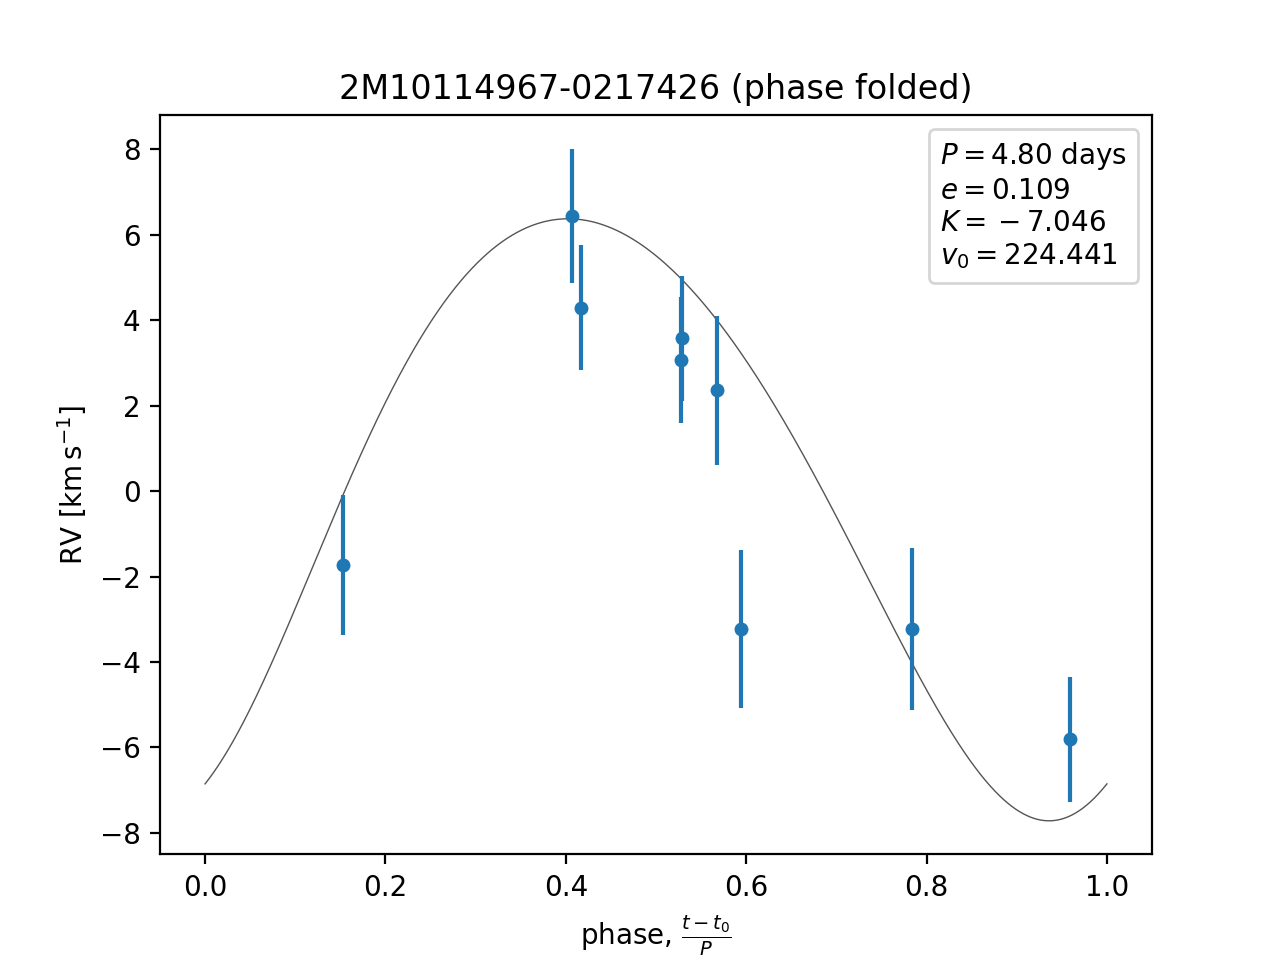 2M10114967-0217426 (phase folded)
P = 4.80 days
e = 0.109
K = −7.046
v₀ = 224.441
RV [km s⁻¹]
8
6
4
2
0
−2
−4
−6
−8
0.0 0.2 0.4 0.6 0.8 1.0
phase, (t − t₀)/P